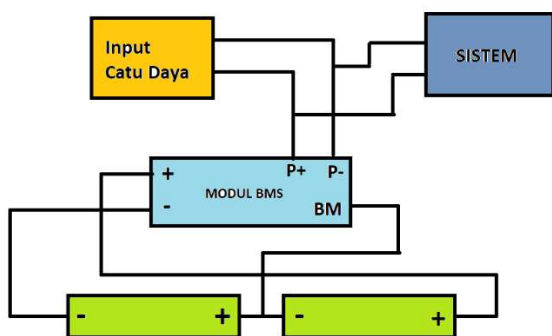 Input
Catu Daya
SISTEM
P+ P-
+
MODUL BMS
-
BM
- + - +